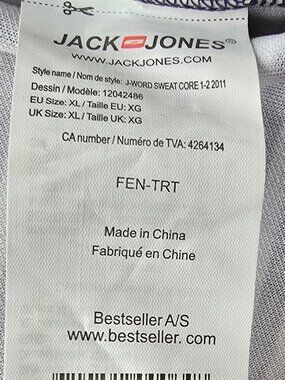 JACK JONES®
WWW.JACKJONES.COM
Style name / Nom de style: J-WORD SWEAT CORE 1-2 2011
Dessin / Modèle: 12042486
EU Size: XL / Taille EU: XG
UK Size: XL / Taille UK: XG
CA number / Numéro de TVA: 4264134
FEN-TRT
Made in China
Fabriqué en Chine
Bestseller A/S
www.bestseller. com